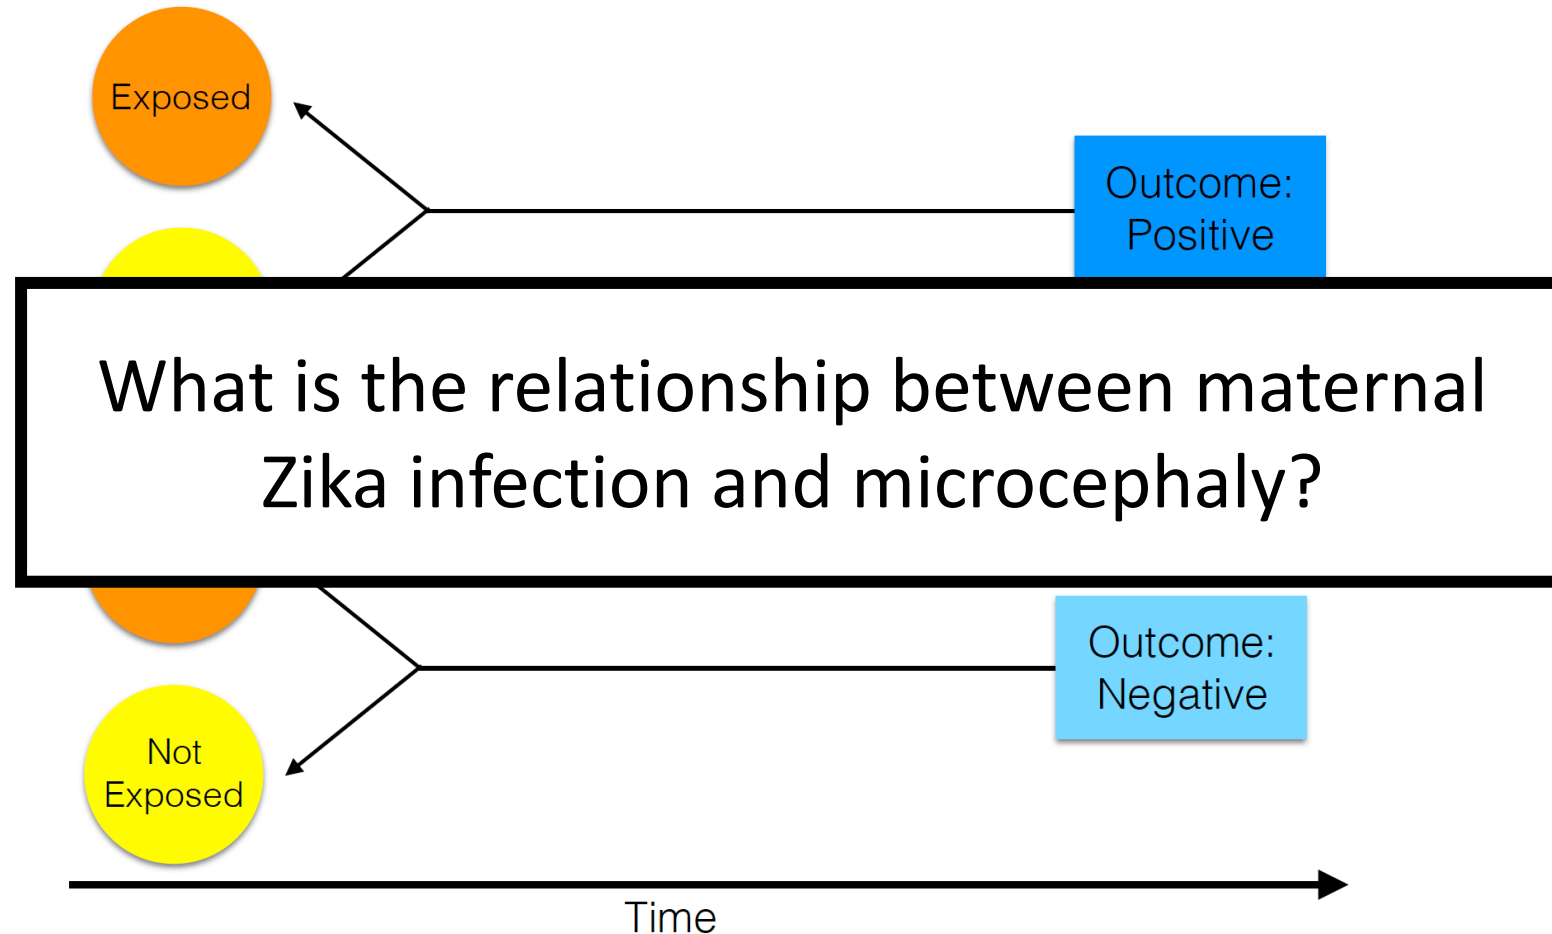 Exposed
Outcome:
Positive
What is the relationship between maternal
Zika infection and microcephaly?
Outcome:
Negative
Not
Exposed
Time